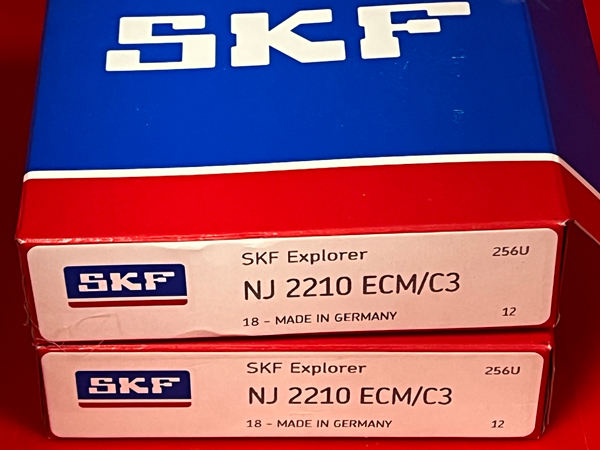 SKF
SKF Explorer 256U
SKF
NJ 2210 ECM/C3
18 - MADE IN GERMANY 12
SKF Explorer 256U
SKF
NJ 2210 ECM/C3
18 - MADE IN GERMANY 12